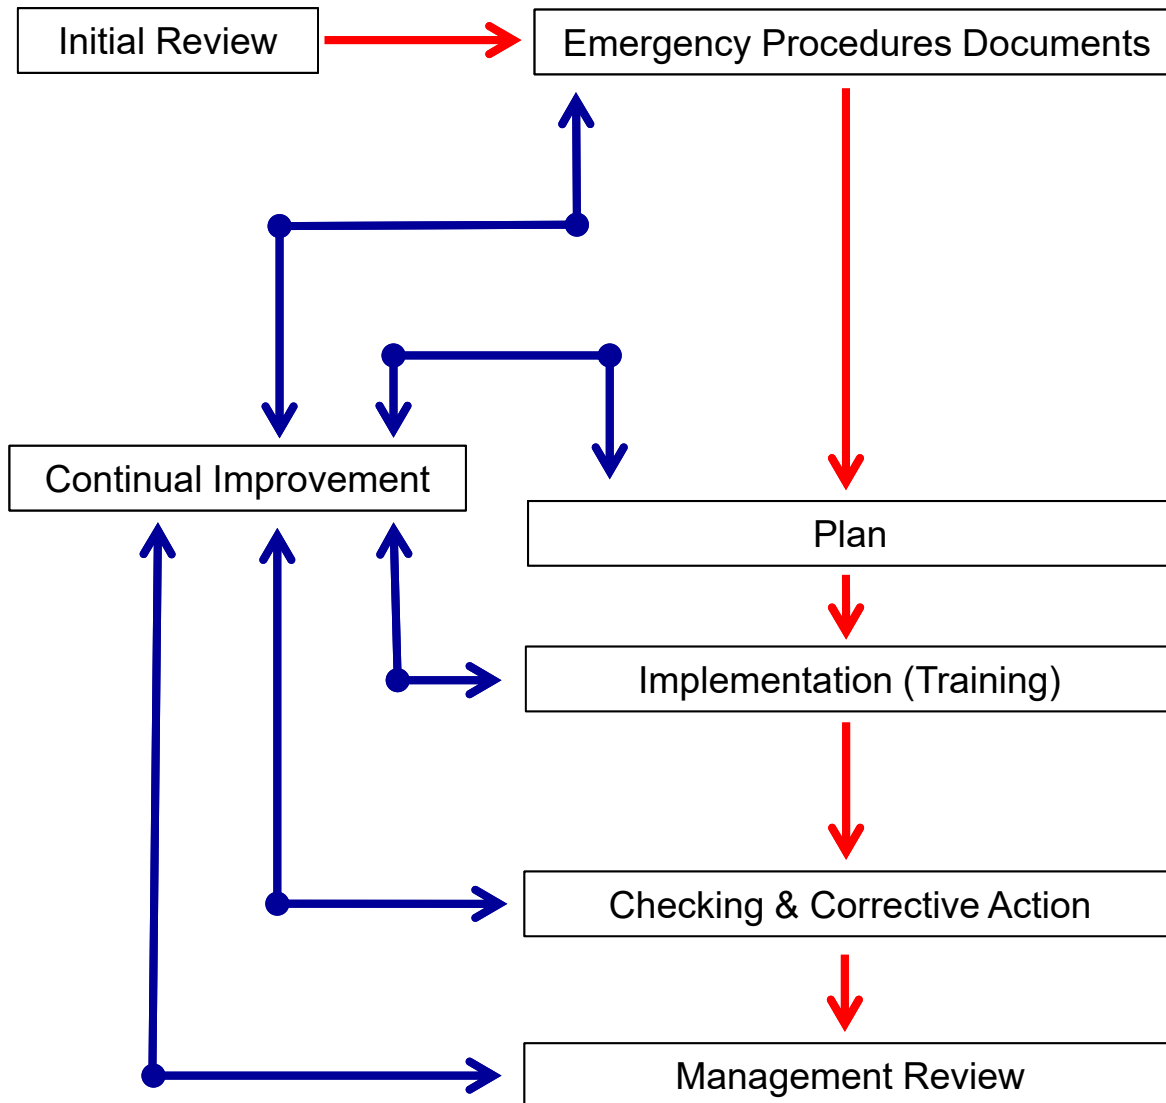 Initial Review
Emergency Procedures Documents
Continual Improvement
Plan
Implementation (Training)
Checking & Corrective Action
Management Review